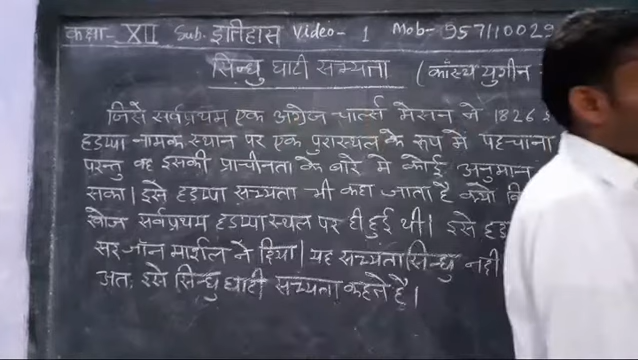 कक्षा- XII Sub. इतिहास Video- 1 Mob- 957110029
सिन्धु घाटी सभ्यता ( काँस्य युगीन
जिसे सर्वप्रथम एक अंग्रेज चार्ल्स मैसन ने 1826
हड़प्पा नामक स्थान पर एक पुरास्थल के रूप में पहचाना
परन्तु वह इसकी प्राचीनता के बारे मे कोई अनुमान
सका। इसे हड़प्पा सभ्यता भी कहा जाता है क्यो कि
खोज सर्वप्रथम हड़प्पा स्थल पर ही हुई थी। इसे
सर जॉन मार्शल ने दिया। यह सभ्यता सिन्धु नदी
अतः इसे सिन्धु घाटी सभ्यता कहते है।